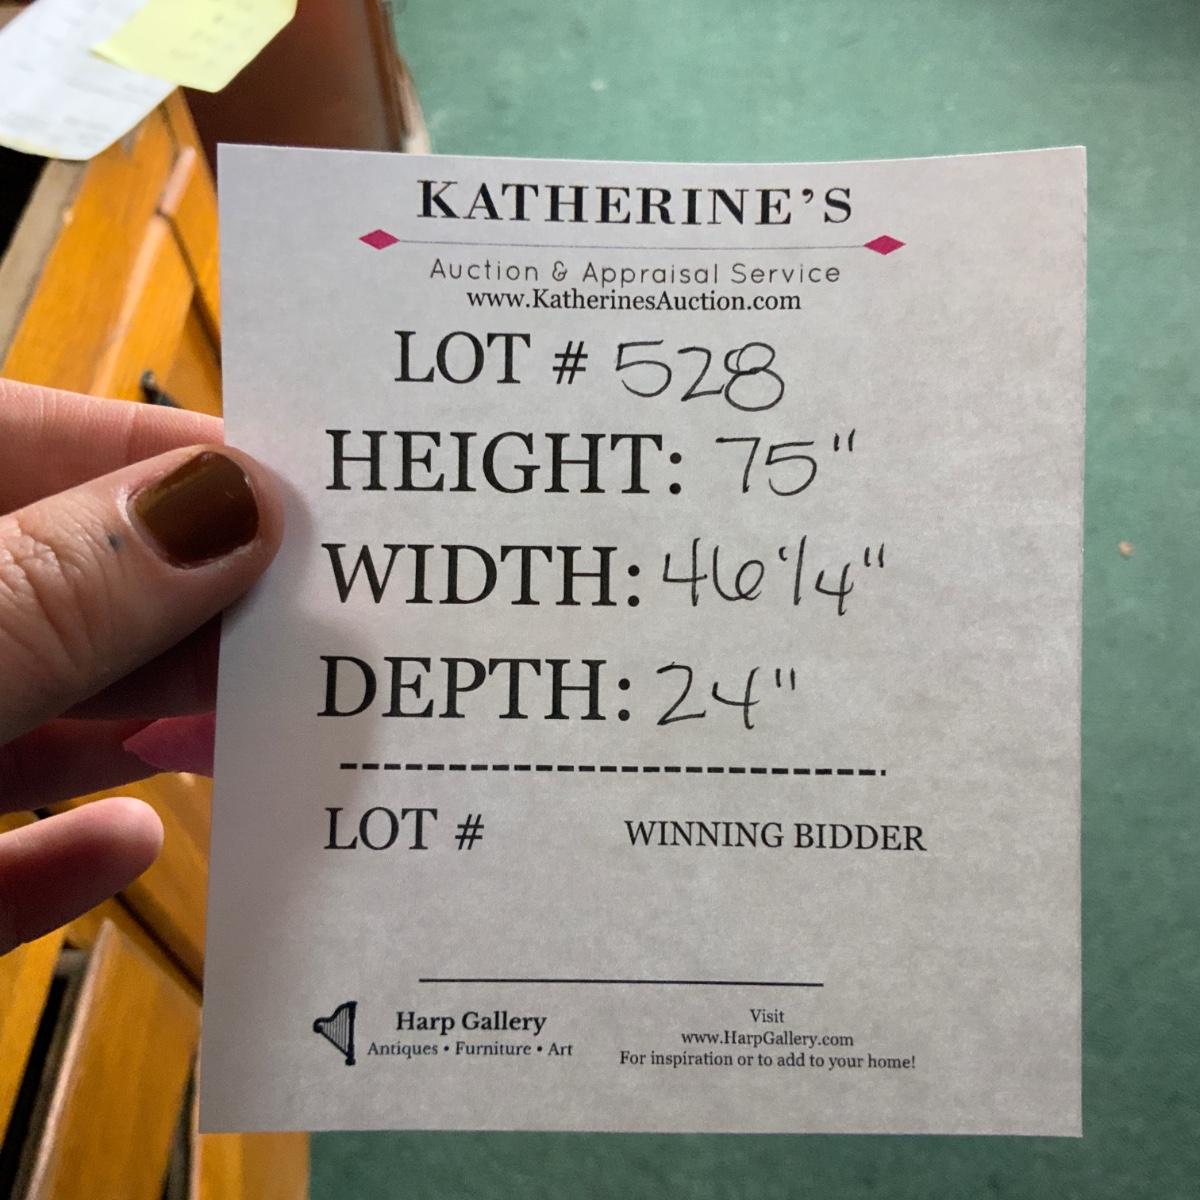 KATHERINE'S
Auction & Appraisal Service
www.KatherinesAuction.com
LOT # 528
HEIGHT: 75"
WIDTH: 46 1/4"
DEPTH: 24"
LOT # WINNING BIDDER
Harp Gallery
Antiques • Furniture • Art
Visit
www.HarpGallery.com
For inspiration or to add to your home!